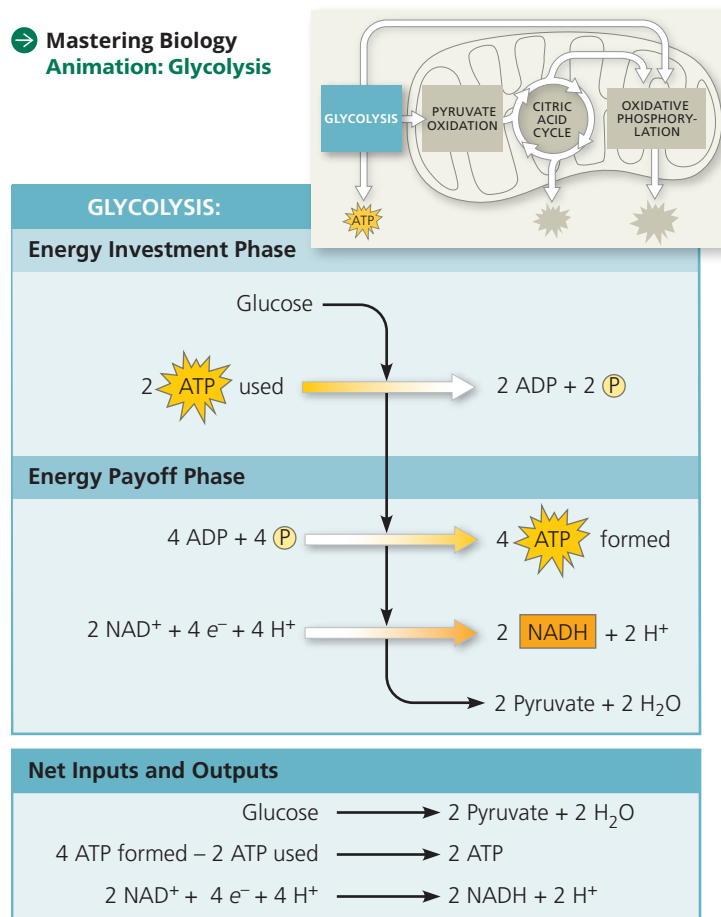 Mastering Biology
Animation: Glycolysis
GLYCOLYSIS
PYRUVATE
OXIDATION
CITRIC
ACID
CYCLE
OXIDATIVE
PHOSPHORY-
LATION
ATP
GLYCOLYSIS:
Energy Investment Phase
Glucose
2 ATP used 2 ADP + 2 P
Energy Payoff Phase
4 ADP + 4 P 4 ATP formed
2 NAD⁺ + 4 e⁻ + 4 H⁺ 2 NADH + 2 H⁺
2 Pyruvate + 2 H₂O
Net Inputs and Outputs
Glucose 2 Pyruvate + 2 H₂O
4 ATP formed – 2 ATP used 2 ATP
2 NAD⁺ + 4 e⁻ + 4 H⁺ 2 NADH + 2 H⁺